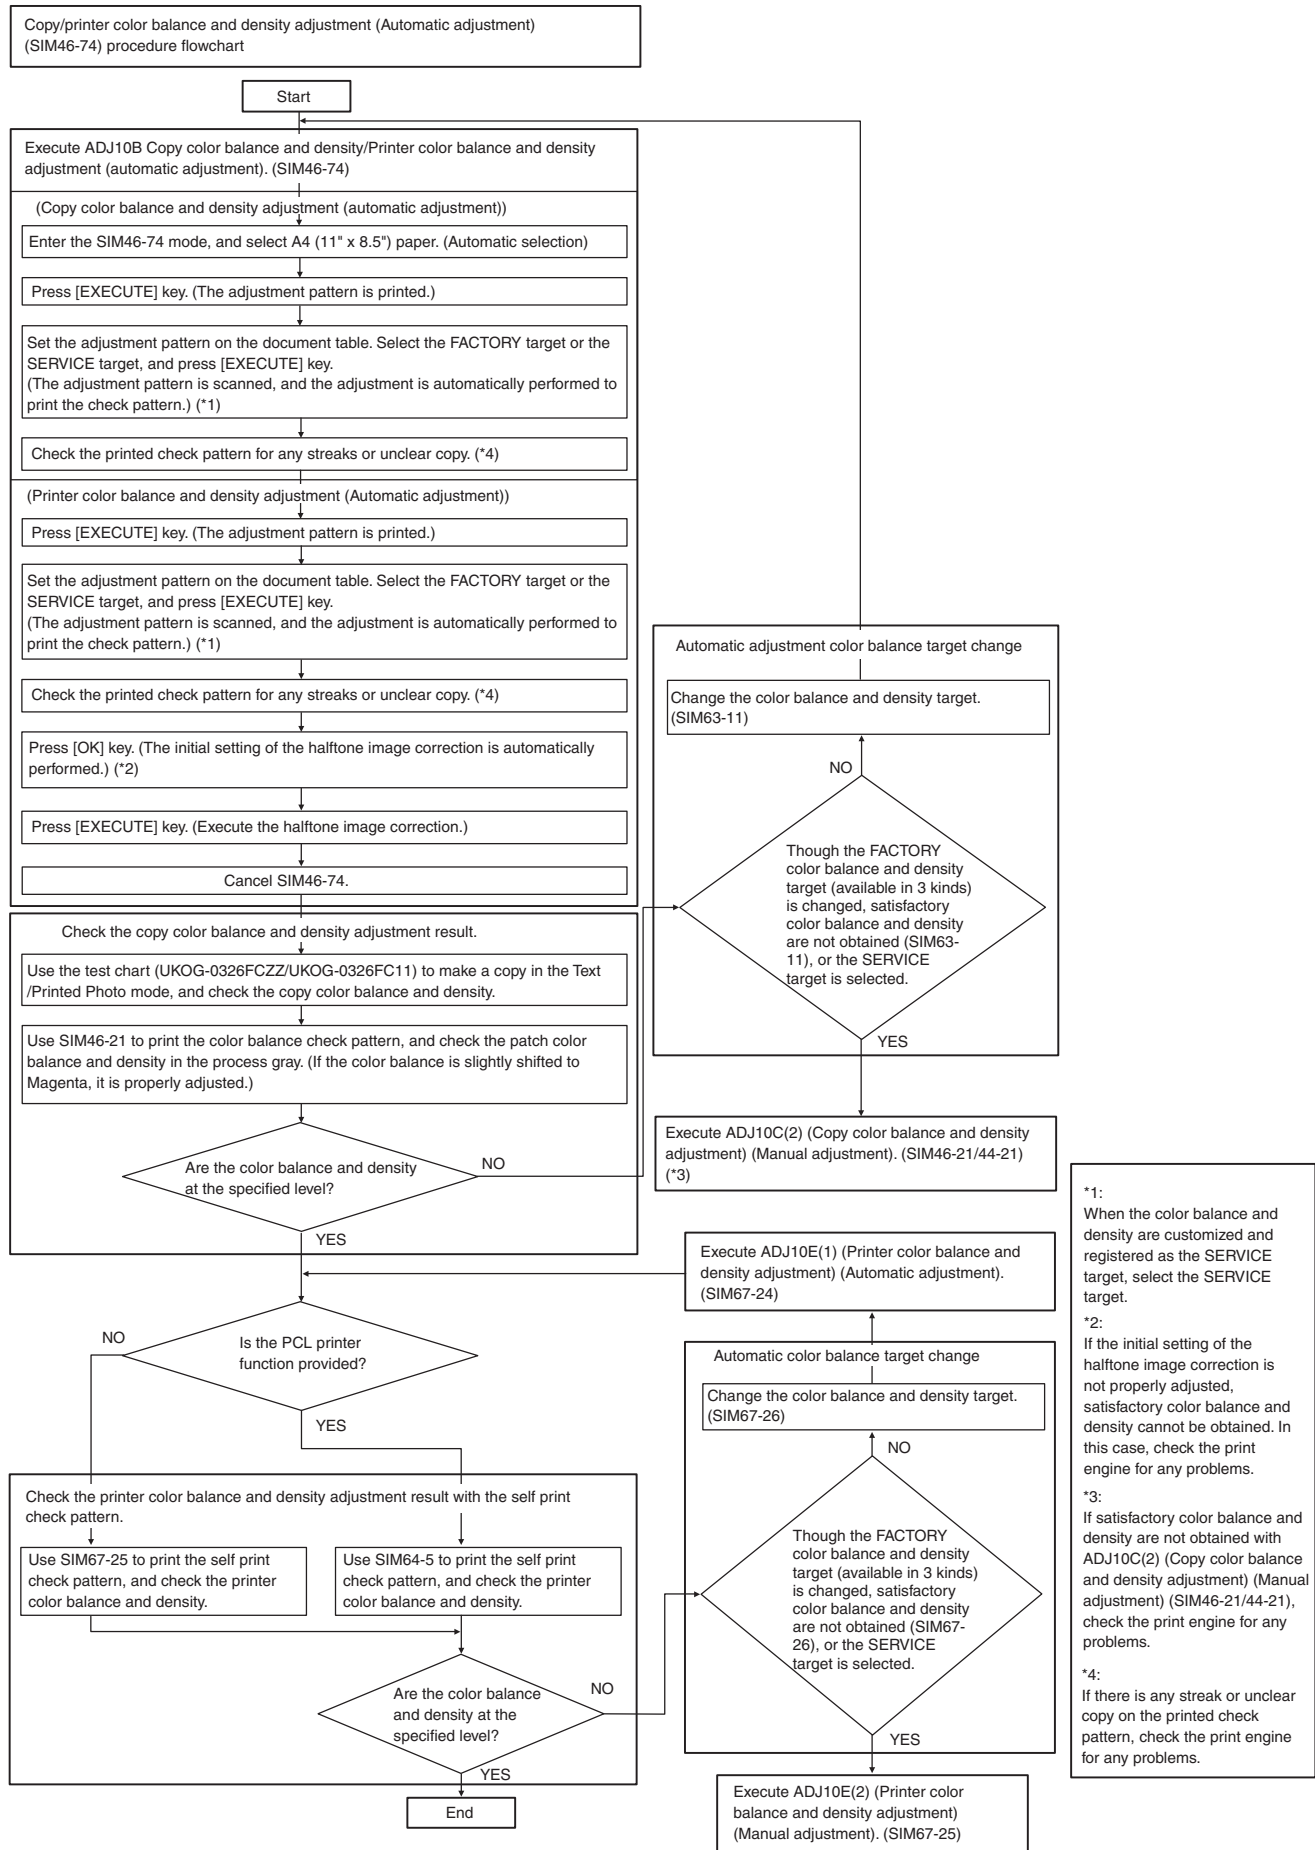 Copy/printer color balance and density adjustment (Automatic adjustment)
(SIM46-74) procedure flowchart
Start
Execute ADJ10B Copy color balance and density/Printer color balance and density
adjustment (automatic adjustment). (SIM46-74)
(Copy color balance and density adjustment (automatic adjustment))
Enter the SIM46-74 mode, and select A4 (11" x 8.5") paper. (Automatic selection)
Press [EXECUTE] key. (The adjustment pattern is printed.)
Set the adjustment pattern on the document table. Select the FACTORY target or the
SERVICE target, and press [EXECUTE] key.
(The adjustment pattern is scanned, and the adjustment is automatically performed to
print the check pattern.) (*1)
Check the printed check pattern for any streaks or unclear copy. (*4)
(Printer color balance and density adjustment (Automatic adjustment))
Press [EXECUTE] key. (The adjustment pattern is printed.)
Set the adjustment pattern on the document table. Select the FACTORY target or the
SERVICE target, and press [EXECUTE] key.
(The adjustment pattern is scanned, and the adjustment is automatically performed to
print the check pattern.) (*1)
Check the printed check pattern for any streaks or unclear copy. (*4)
Press [OK] key. (The initial setting of the halftone image correction is automatically
performed.) (*2)
Press [EXECUTE] key. (Execute the halftone image correction.)
Cancel SIM46-74.
Check the copy color balance and density adjustment result.
Use the test chart (UKOG-0326FCZZ/UKOG-0326FC11) to make a copy in the Text
/Printed Photo mode, and check the copy color balance and density.
Use SIM46-21 to print the color balance check pattern, and check the patch color
balance and density in the process gray. (If the color balance is slightly shifted to
Magenta, it is properly adjusted.)
Are the color balance and density
at the specified level?
NO
YES
Automatic adjustment color balance target change
Change the color balance and density target.
(SIM63-11)
NO
Though the FACTORY
color balance and density
target (available in 3 kinds)
is changed, satisfactory
color balance and density
are not obtained (SIM63-
11), or the SERVICE
target is selected.
YES
Execute ADJ10C(2) (Copy color balance and density
adjustment) (Manual adjustment). (SIM46-21/44-21)
(*3)
Is the PCL printer
function provided?
NO
YES
Check the printer color balance and density adjustment result with the self print
check pattern.
Use SIM67-25 to print the self print
check pattern, and check the printer
color balance and density.
Use SIM64-5 to print the self print
check pattern, and check the printer
color balance and density.
Are the color balance
and density at the
specified level?
NO
YES
End
Execute ADJ10E(1) (Printer color balance and
density adjustment) (Automatic adjustment).
(SIM67-24)
Automatic color balance target change
Change the color balance and density target.
(SIM67-26)
NO
Though the FACTORY
color balance and density
target (available in 3 kinds)
is changed, satisfactory
color balance and density
are not obtained (SIM67-
26), or the SERVICE
target is selected.
YES
Execute ADJ10E(2) (Printer color
balance and density adjustment)
(Manual adjustment). (SIM67-25)
*1:
When the color balance and
density are customized and
registered as the SERVICE
target, select the SERVICE
target.
*2:
If the initial setting of the
halftone image correction is
not properly adjusted,
satisfactory color balance and
density cannot be obtained. In
this case, check the print
engine for any problems.
*3:
If satisfactory color balance and
density are not obtained with
ADJ10C(2) (Copy color balance
and density adjustment) (Manual
adjustment) (SIM46-21/44-21),
check the print engine for any
problems.
*4:
If there is any streak or unclear
copy on the printed check
pattern, check the print engine
for any problems.